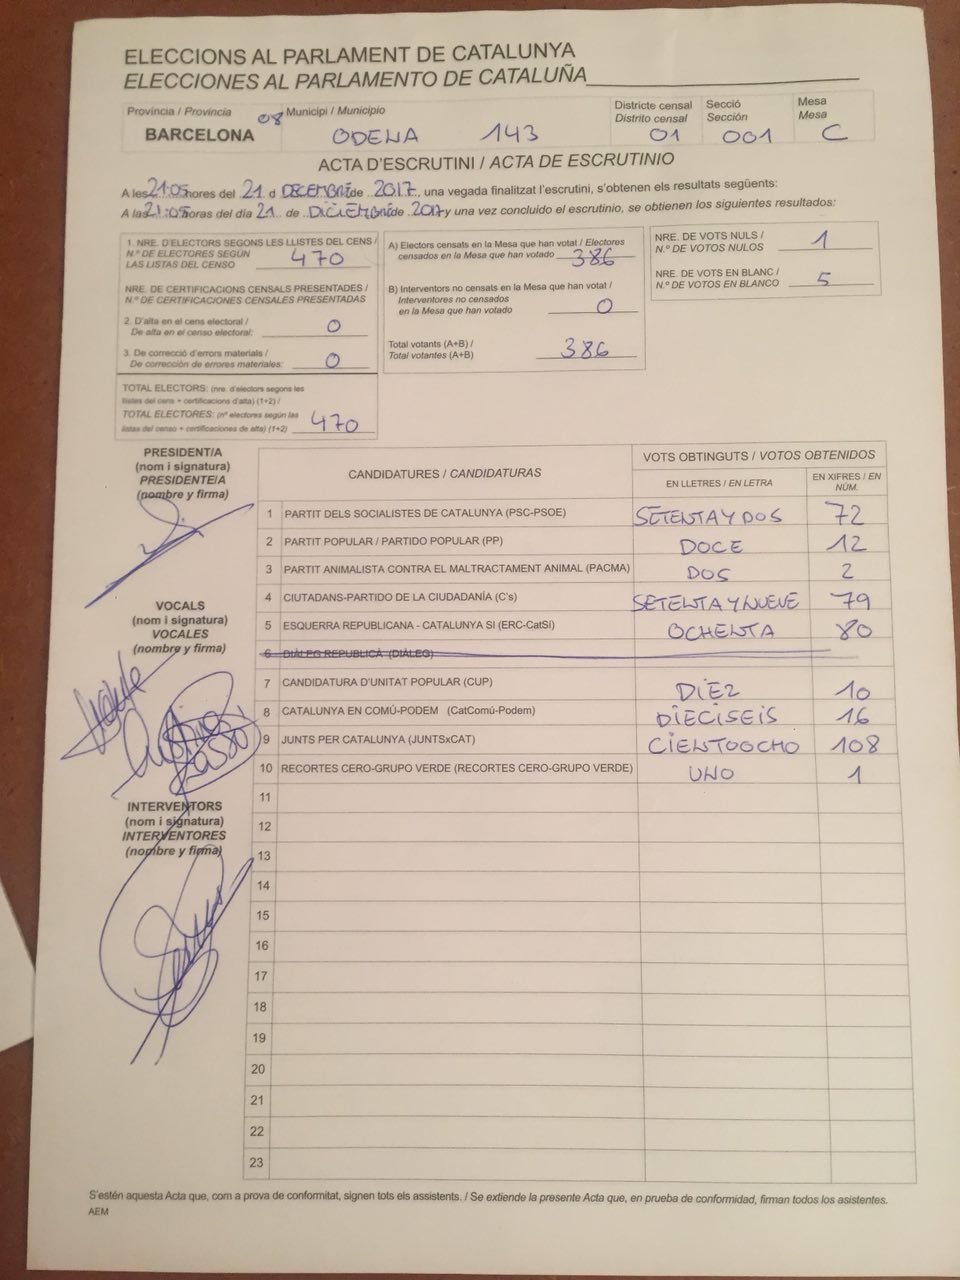 ELECCIONS AL PARLAMENT DE CATALUNYA
ELECCIONES AL PARLAMENTO DE CATALUÑA
Provincia / Província
BARCELONA
08
Municipi / Municipio
ODENA 143
Districte censal
Distrito censal
01
Secció
Sección
001
Mesa
Mesa
C
ACTA D'ESCRUTINI / ACTA DE ESCRUTINIO
A les 21:05 hores del 21 d DECEMBRE de 2017, una vegada finalitzat l'escrutini, s'obtenen els resultats següents:
A las 21:05 horas del día 21 de DICIEMBRE de 2017 y una vez concluido el escrutinio, se obtienen los siguientes resultados:
1. NRE. D'ELECTORS SEGONS LES LLISTES DEL CENS /
N.º DE ELECTORES SEGÚN
LAS LISTAS DEL CENSO 470
NRE. DE CERTIFICACIONS CENSALS PRESENTADES /
N.º DE CERTIFICACIONES CENSALES PRESENTADAS
2. D'alta en el cens electoral /
De alta en el censo electoral: 0
3. De correcció d'errors materials /
De corrección de errores materiales: 0
TOTAL ELECTORS: (nre. d'electors segons les
llistes del cens + certificacions d'alta) (1+2) /
TOTAL ELECTORES: (nº electores según las
listas del censo + certificaciones de alta) (1+2) 470
A) Electors censats en la Mesa que han votat / Electores
censados en la Mesa que han votado 386
B) Interventors no censats en la Mesa que han votat /
Interventores no censados
en la Mesa que han votado 0
Total votants (A+B) /
Total votantes (A+B) 386
NRE. DE VOTS NULS /
N.º DE VOTOS NULOS 1
NRE. DE VOTS EN BLANC /
N.º DE VOTOS EN BLANCO 5
PRESIDENT/A
(nom i signatura)
PRESIDENTE/A
(nombre y firma)
VOCALS
(nom i signatura)
VOCALES
(nombre y firma)
INTERVENTORS
(nom i signatura)
INTERVENTORES
(nombre y firma)
CANDIDATURES / CANDIDATURAS
VOTS OBTINGUTS / VOTOS OBTENIDOS
EN LLETRES / EN LETRA
EN XIFRES / EN NÚM.
1 PARTIT DELS SOCIALISTES DE CATALUNYA (PSC-PSOE) SETENTA Y DOS 72
2 PARTIT POPULAR / PARTIDO POPULAR (PP) DOCE 12
3 PARTIT ANIMALISTA CONTRA EL MALTRACTAMENT ANIMAL (PACMA) DOS 2
4 CIUTADANS-PARTIDO DE LA CIUDADANÍA (C's) SETENTA Y NUEVE 79
5 ESQUERRA REPUBLICANA - CATALUNYA SI (ERC-CatSí) OCHENTA 80
6 DIÀLEG REPUBLICÀ (DIÀLEG)
7 CANDIDATURA D'UNITAT POPULAR (CUP) DIEZ 10
8 CATALUNYA EN COMÚ-PODEM (CatComú-Podem) DIECISEIS 16
9 JUNTS PER CATALUNYA (JUNTSxCAT) CIENTOOCHO 108
10 RECORTES CERO-GRUPO VERDE (RECORTES CERO-GRUPO VERDE) UNO 1
11
12
13
14
15
16
17
18
19
20
21
22
23
S'estén aquesta Acta que, com a prova de conformitat, signen tots els assistents. / Se extiende la presente Acta que, en prueba de conformidad, firman todos los asistentes.
AEM